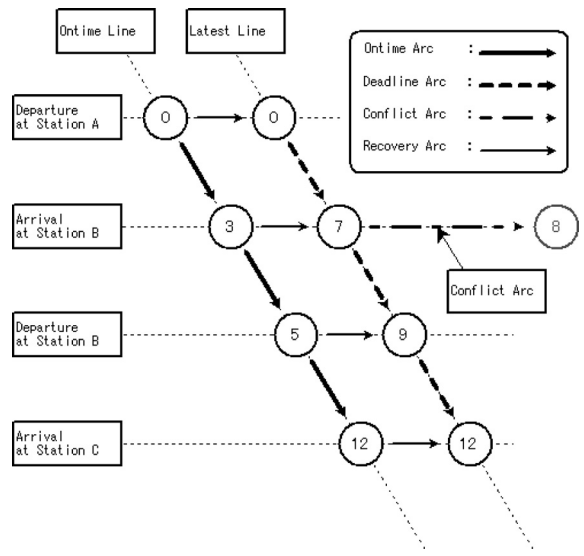 Ontime Line
Latest Line
Ontime Arc :
Deadline Arc :
Conflict Arc :
Recovery Arc :
Departure
at Station A
0
0
Arrival
at Station B
3
7
8
Conflict Arc
Departure
at Station B
5
9
Arrival
at Station C
12
12